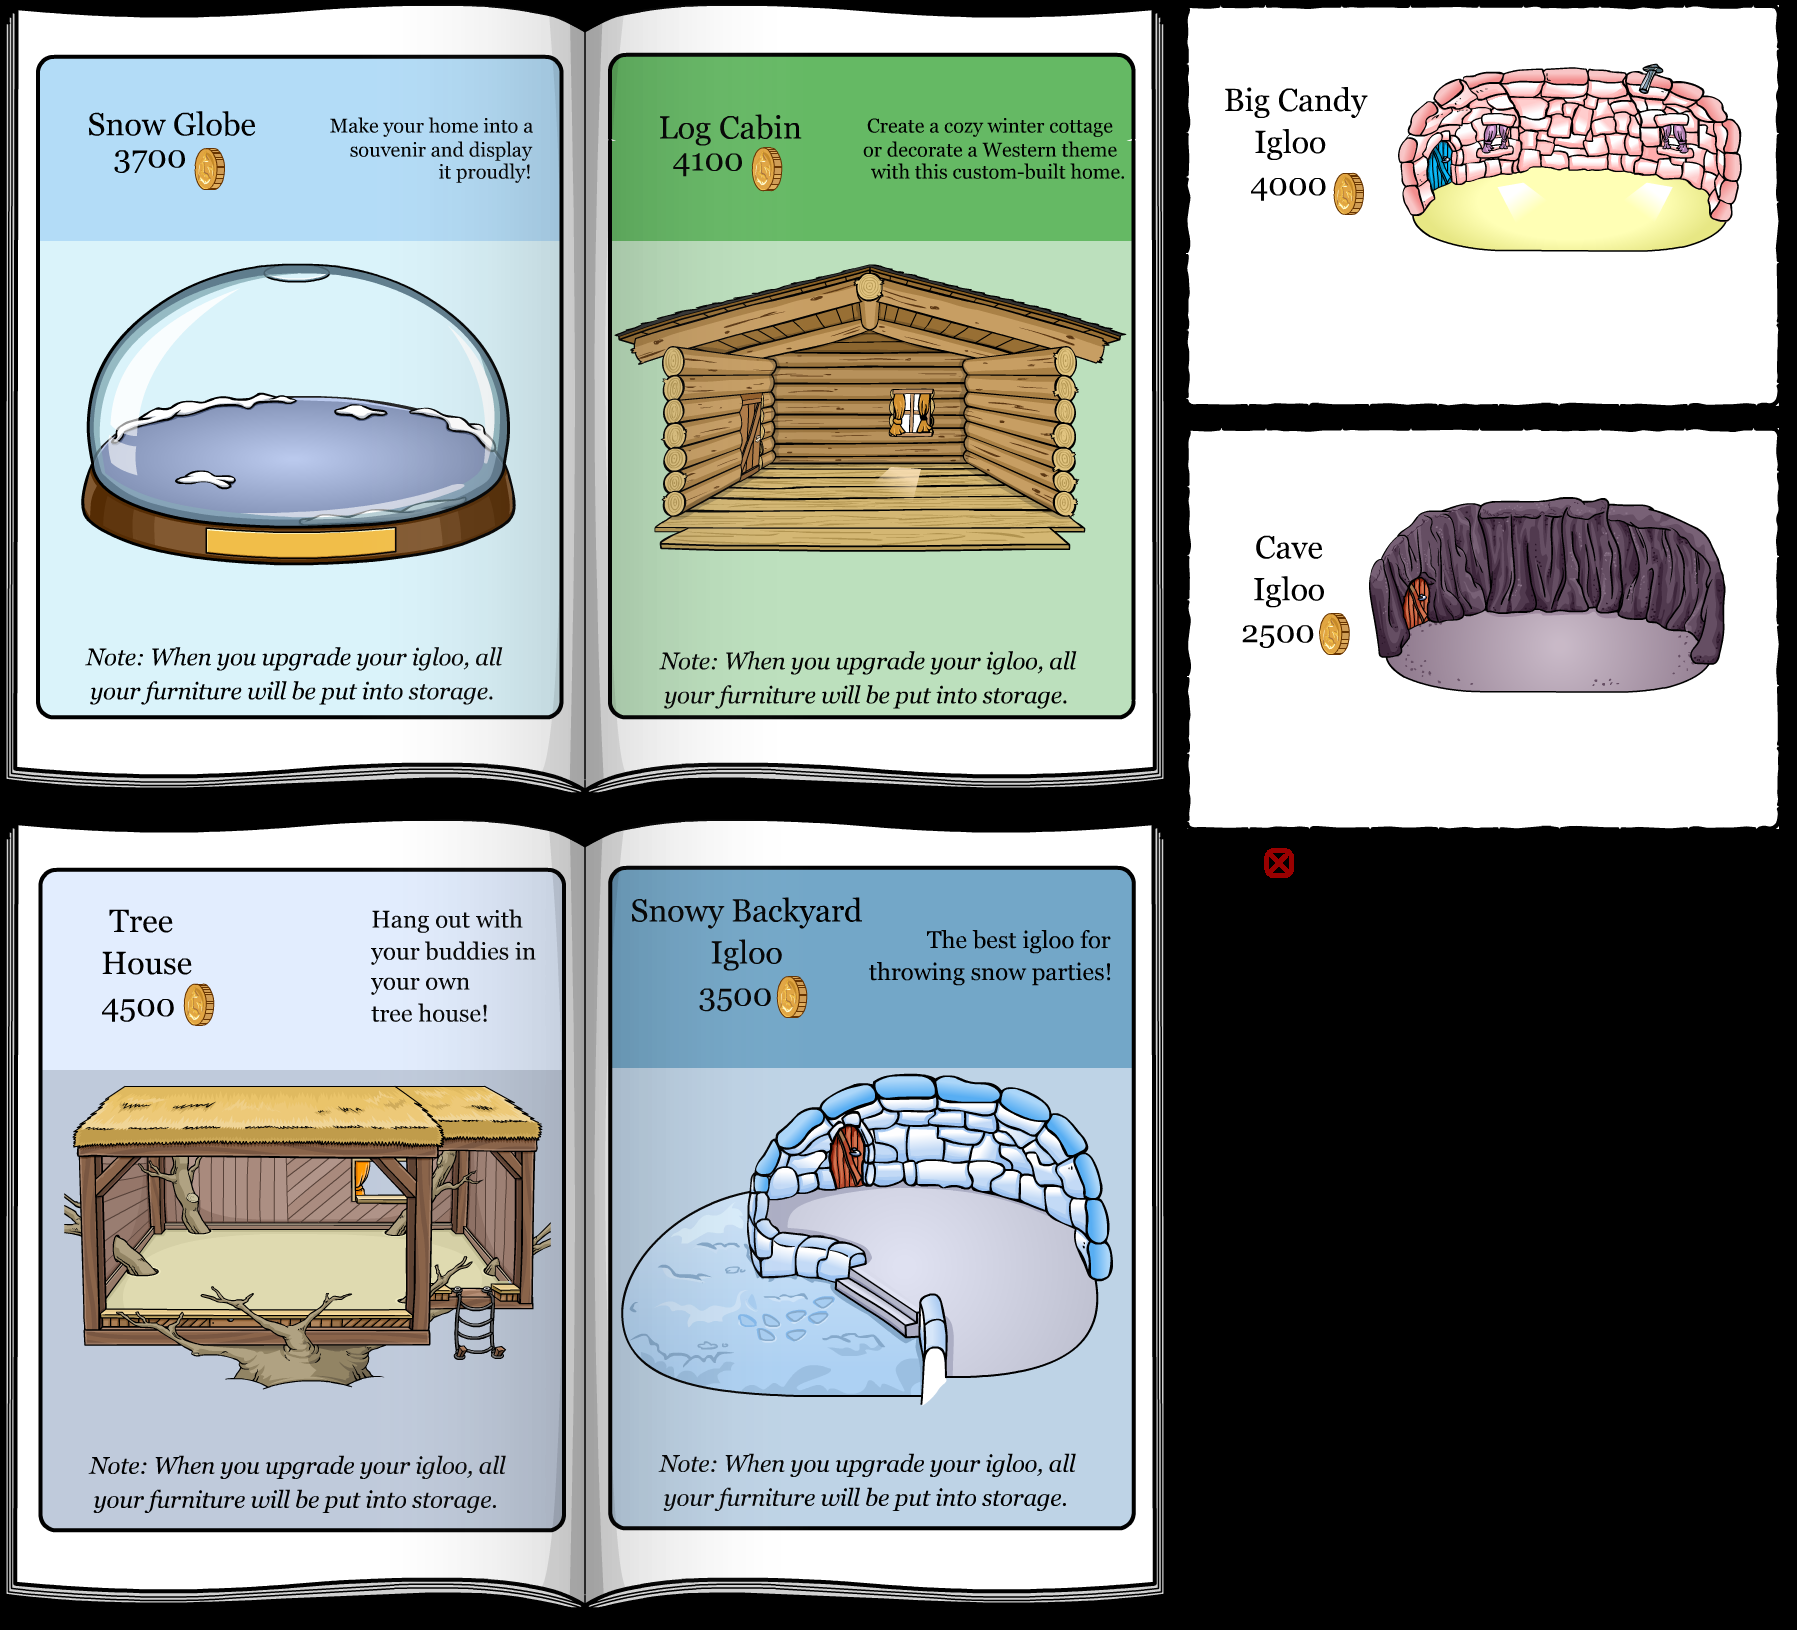 Snow Globe
3700
Make your home into a
souvenir and display
it proudly!
Note: When you upgrade your igloo, all
your furniture will be put into storage.
Log Cabin
4100
Create a cozy winter cottage
or decorate a Western theme
with this custom-built home.
Note: When you upgrade your igloo, all
your furniture will be put into storage.
Big Candy
Igloo
4000
Cave
Igloo
2500
Tree
House
4500
Hang out with
your buddies in
your own
tree house!
Note: When you upgrade your igloo, all
your furniture will be put into storage.
Snowy Backyard
Igloo
3500
The best igloo for
throwing snow parties!
Note: When you upgrade your igloo, all
your furniture will be put into storage.